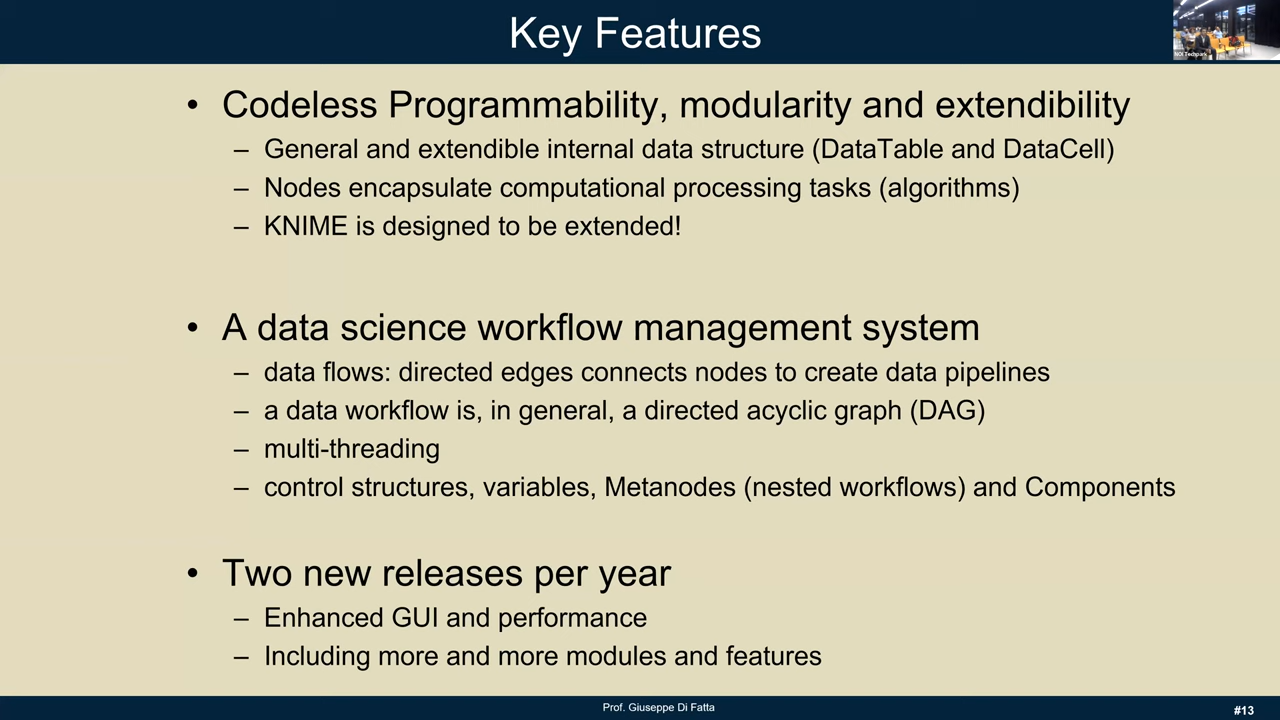 Key Features
NOI Techpark
• Codeless Programmability, modularity and extendibility
– General and extendible internal data structure (DataTable and DataCell)
– Nodes encapsulate computational processing tasks (algorithms)
– KNIME is designed to be extended!
• A data science workflow management system
– data flows: directed edges connects nodes to create data pipelines
– a data workflow is, in general, a directed acyclic graph (DAG)
– multi-threading
– control structures, variables, Metanodes (nested workflows) and Components
• Two new releases per year
– Enhanced GUI and performance
– Including more and more modules and features
Prof. Giuseppe Di Fatta
#13